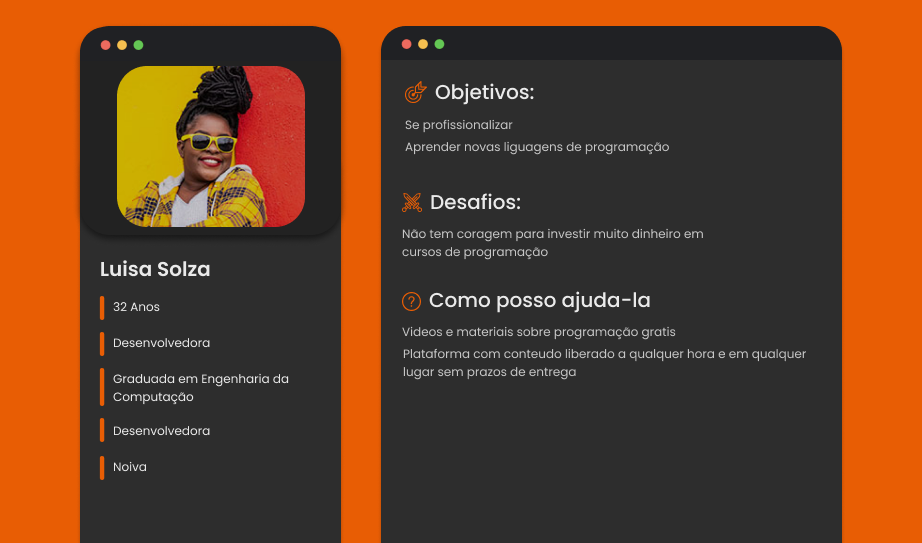 Luisa Solza
32 Anos
Desenvolvedora
Graduada em Engenharia da
Computação
Desenvolvedora
Noiva
Objetivos:
Se profissionalizar
Aprender novas liguagens de programação
Desafios:
Não tem coragem para investir muito dinheiro em
cursos de programação
Como posso ajuda-la
Videos e materiais sobre programação gratis
Plataforma com conteudo liberado a qualquer hora e em qualquer
lugar sem prazos de entrega